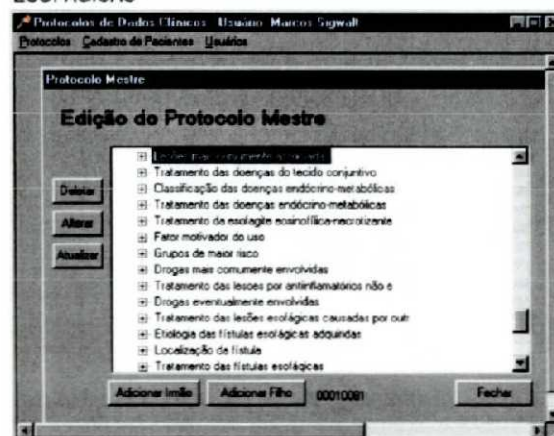 Protocolos de Dados Clínicos Usuário: Marcos Sigwalt
Protocolos Cadastro de Pacientes Usuários
Protocolo Mestre
Edição do Protocolo Mestre
Lesões mais comumente
Tratamento das doenças do tecido conjuntivo
Classificação das doenças endócrino-metabólicas
Tratamento das doenças endócrino-metabólicas
Tratamento da esofagite eosinofílica-necrotizante
Fator motivador do uso
Grupos de maior risco
Drogas mais comumente envolvidas
Tratamento das lesões por antiinflamatórios não e
Drogas eventualmente envolvidas
Tratamento das lesões esofágicas causadas por outr
Etiologia das fístulas esofágicas adquiridas
Localização da fístula
Tratamento das fístulas esofágicas
Deletar
Alterar
Atualizar
Adicionar Irmão Adicionar Filho 00010081 Fechar